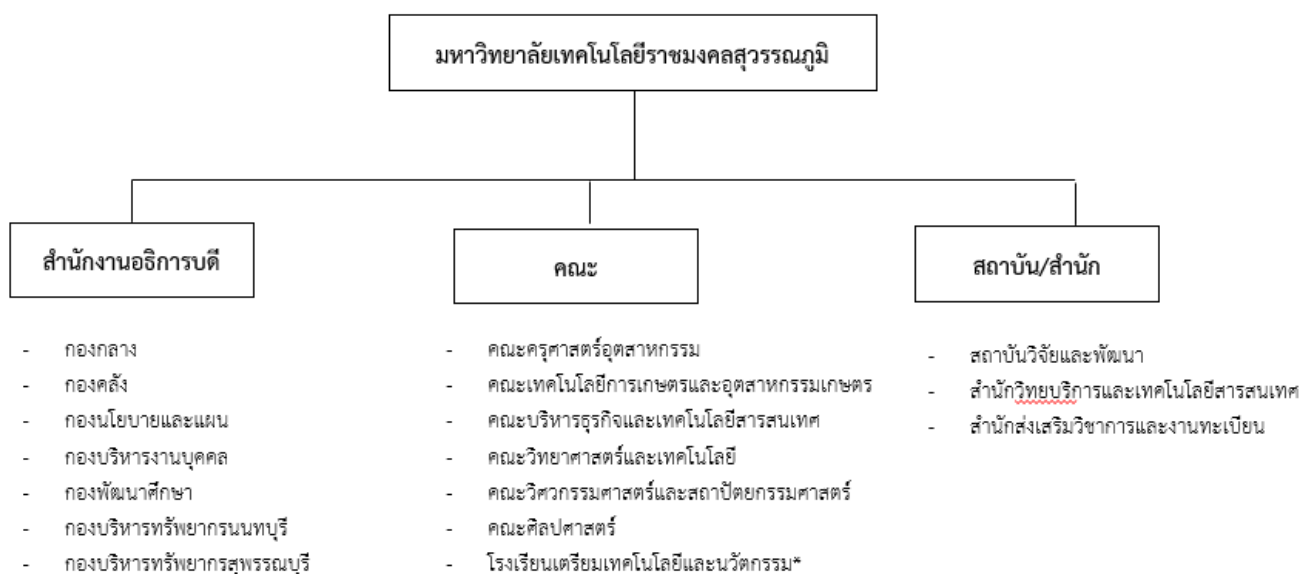 มหาวิทยาลัยเทคโนโลยีราชมงคลสุวรรณภูมิ
สำนักงานอธิการบดี
- กองกลาง
- กองคลัง
- กองนโยบายและแผน
- กองบริหารงานบุคคล
- กองพัฒนาศึกษา
- กองบริหารทรัพยากรนนทบุรี
- กองบริหารทรัพยากรสุพรรณบุรี
คณะ
- คณะครุศาสตร์อุตสาหกรรม
- คณะเทคโนโลยีการเกษตรและอุตสาหกรรมเกษตร
- คณะบริหารธุรกิจและเทคโนโลยีสารสนเทศ
- คณะวิทยาศาสตร์และเทคโนโลยี
- คณะวิศวกรรมศาสตร์และสถาปัตยกรรมศาสตร์
- คณะศิลปศาสตร์
- โรงเรียนเตรียมเทคโนโลยีและนวัตกรรม*
สถาบัน/สำนัก
- สถาบันวิจัยและพัฒนา
- สำนักวิทยบริการและเทคโนโลยีสารสนเทศ
- สำนักส่งเสริมวิชาการและงานทะเบียน